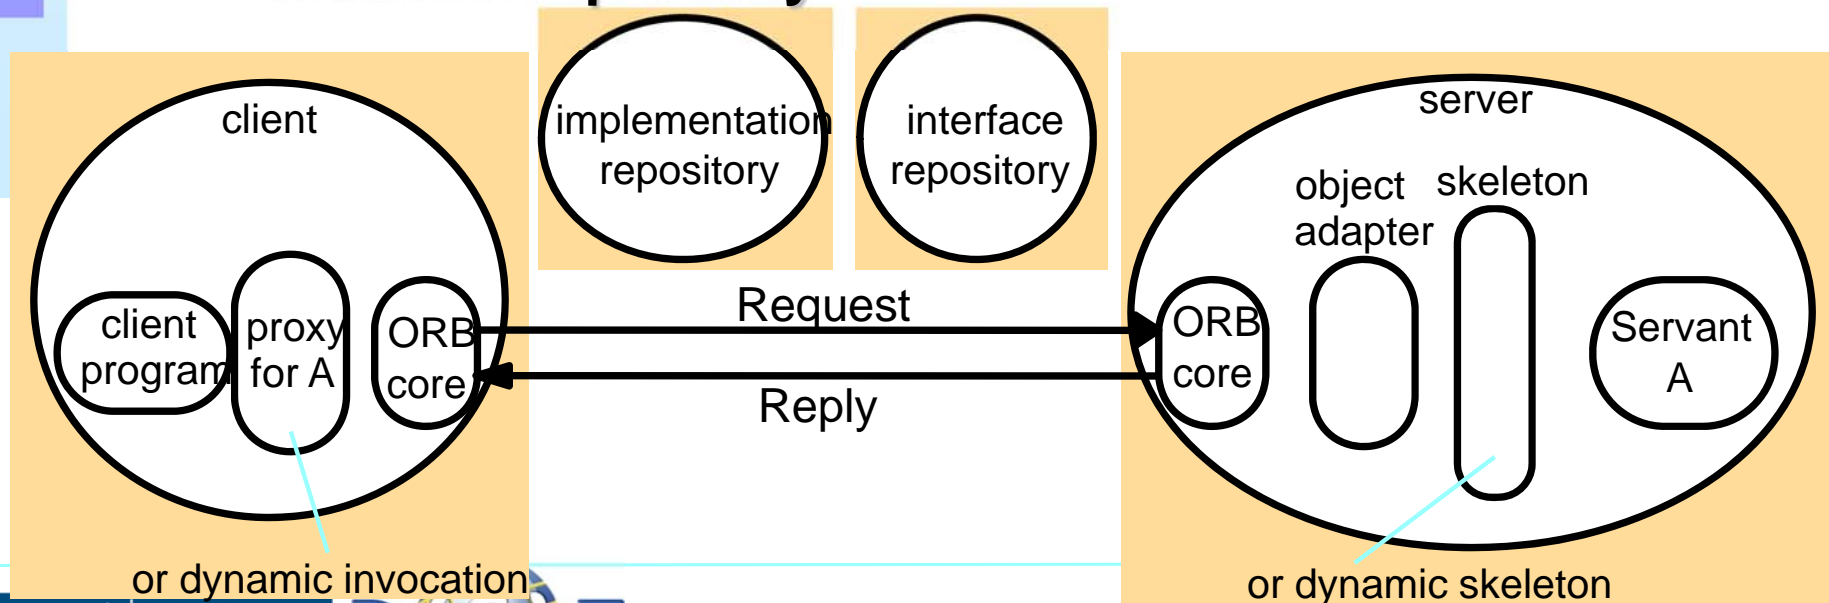 client
implementation
repository
interface
repository
server
object
adapter
skeleton
client
program
proxy
for A
ORB
core
Request
Reply
ORB
core
Servant
A
or dynamic invocation
or dynamic skeleton